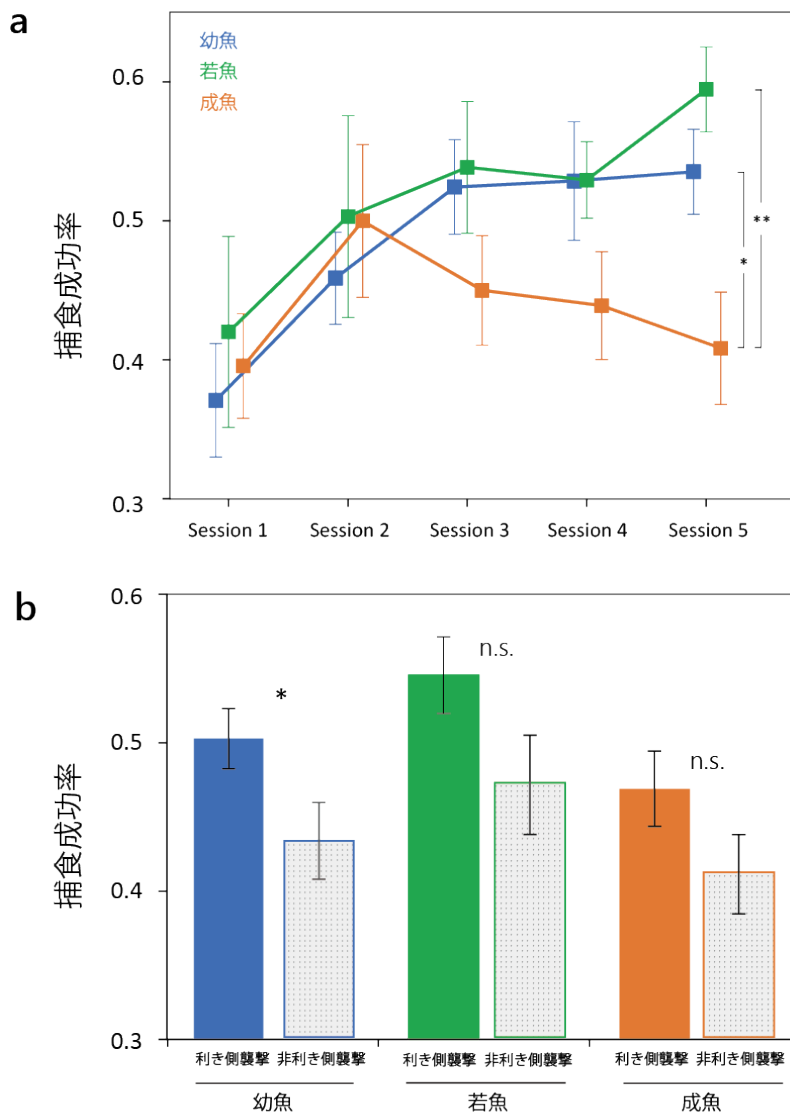 a
幼魚
若魚
成魚
0.6
0.5
0.4
0.3
捕食成功率
*
**
Session 1
Session 2
Session 3
Session 4
Session 5
b
0.6
0.5
0.4
0.3
捕食成功率
*
n.s.
n.s.
利き側襲撃 非利き側襲撃
利き側襲撃 非利き側襲撃
利き側襲撃 非利き側襲撃
幼魚
若魚
成魚